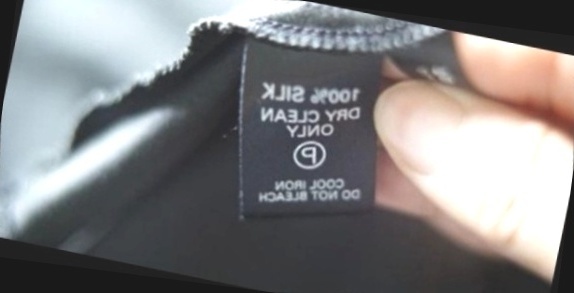 100% SILK
DRY CLEAN
ONLY
P
COOL IRON
DO NOT BLEACH